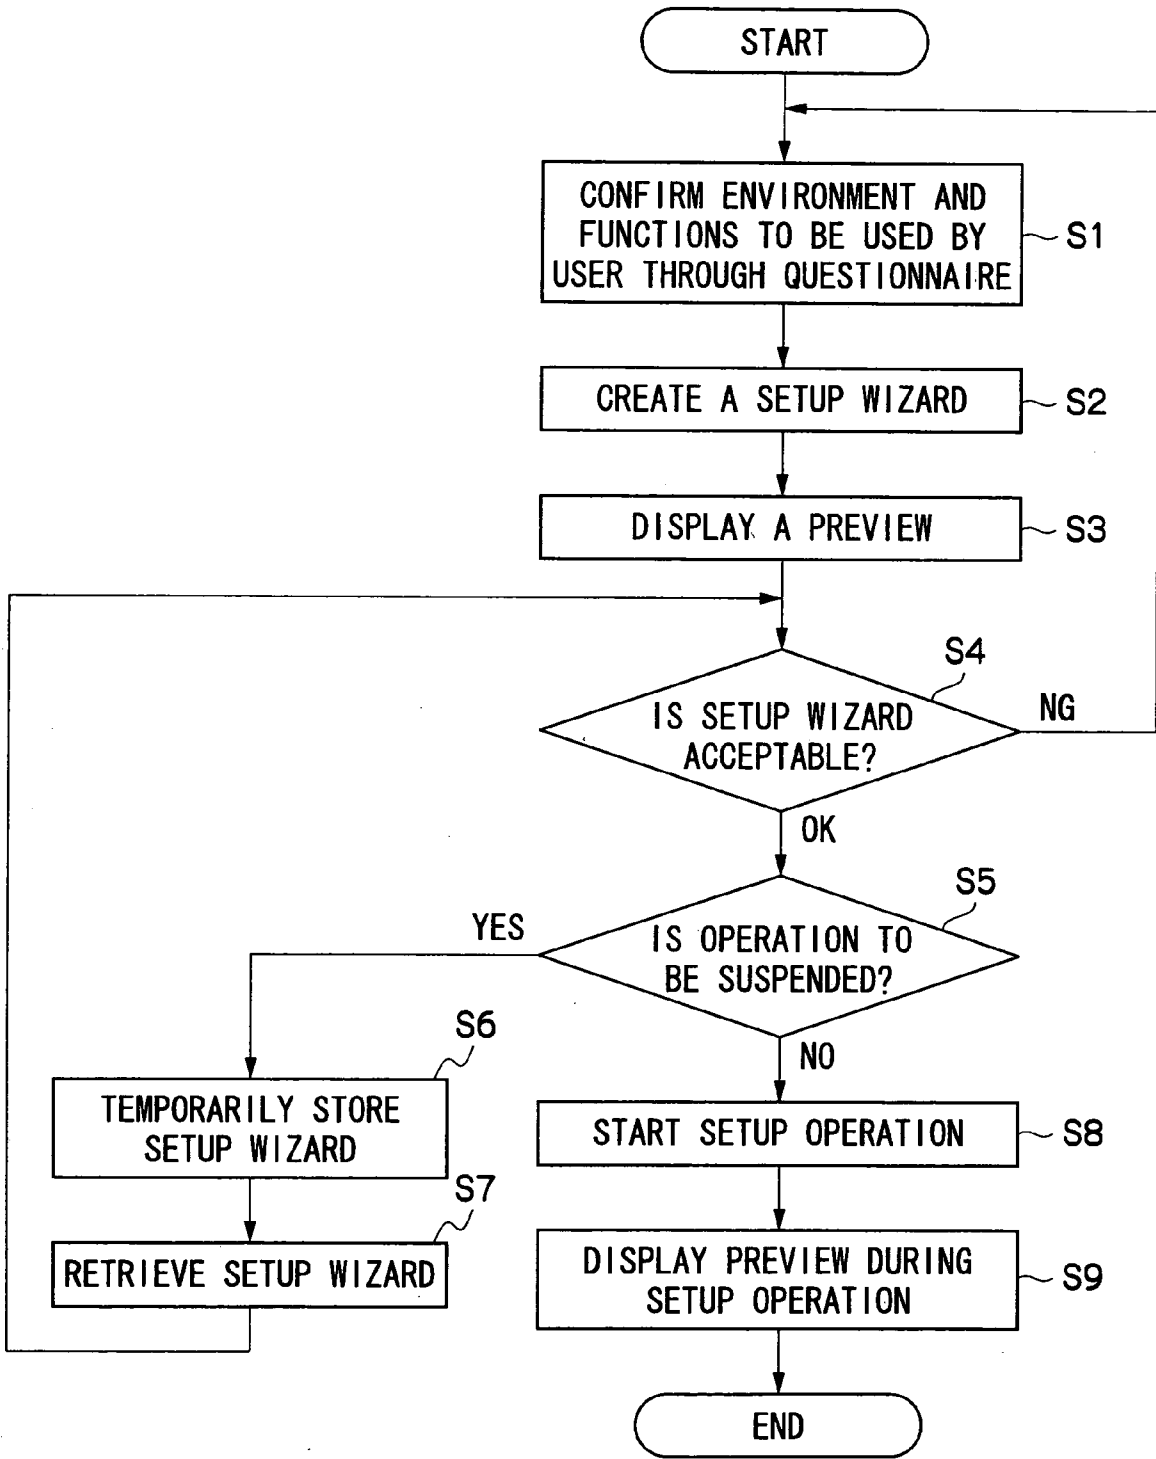 START
CONFIRM ENVIRONMENT AND
FUNCTIONS TO BE USED BY
USER THROUGH QUESTIONNAIRE
S1
CREATE A SETUP WIZARD
S2
DISPLAY A PREVIEW
S3
S4
IS SETUP WIZARD
ACCEPTABLE?
NG
OK
S5
YES
IS OPERATION TO
BE SUSPENDED?
NO
S6
TEMPORARILY STORE
SETUP WIZARD
S7
RETRIEVE SETUP WIZARD
START SETUP OPERATION
S8
DISPLAY PREVIEW DURING
SETUP OPERATION
S9
END